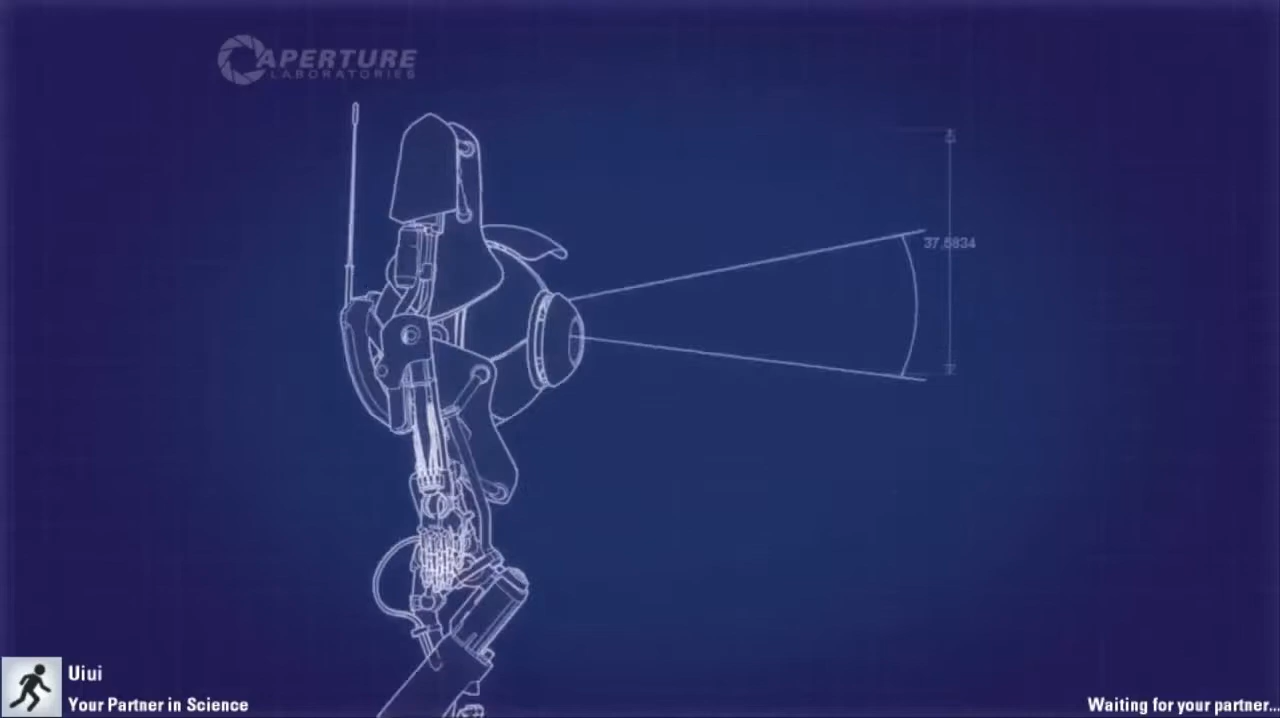 APERTURE
LABORATORIES
37.5834
Uiui
Your Partner in Science
Waiting for your partner...